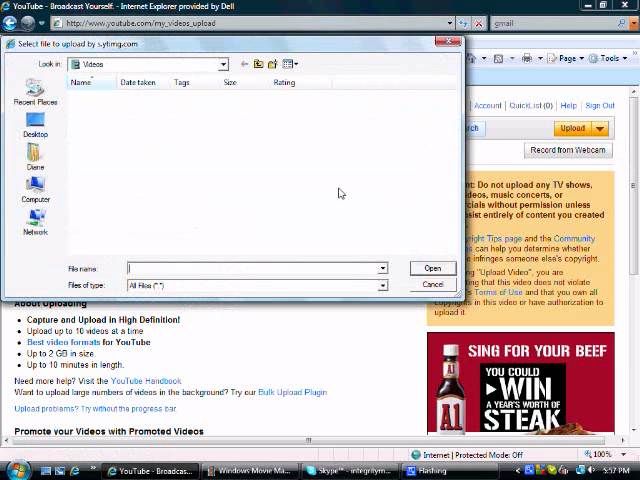 YouTube - Broadcast Yourself. - Internet Explorer provided by Dell
http://www.youtube.com/my_videos_upload
gmail
Select file to upload by s.ytimg.com
Look in:
Videos
Page
Tools
Name
Date taken
Tags
Size
Rating
Recent Places
Desktop
Diane
Computer
Network
Account
QuickList (0)
Help
Sign Out
Upload
Record from Webcam
Do not upload any TV shows,
music concerts, or
without permission unless
entirely of content you created
Tips page and the Community
can help you determine
infringes someone else's copyright.
"Upload Video", you are
that this video does not violate
Terms of Use and that you own all
copyrights in this video or have authorization to
upload it.
File name:
Open
Files of type:
All Files (*.*)
Cancel
About Uploading
Capture and Upload in High Definition!
Upload up to 10 videos at a time
Best video formats for YouTube
Up to 2 GB in size.
Up to 10 minutes in length.
Need more help? Visit the YouTube Handbook
Want to upload large numbers of videos in the background? Try our Bulk Upload Plugin
Upload problems? Try without the progress bar.
Promote your Videos with Promoted Videos
SING FOR YOUR BEEF
YOU COULD
WIN
A YEAR'S WORTH OF
STEAK
A1
Internet | Protected Mode: Off
100%
YouTube - Broadcas...
Windows Movie Ma...
Skype™ - integritym...
Flashing
5:57 PM